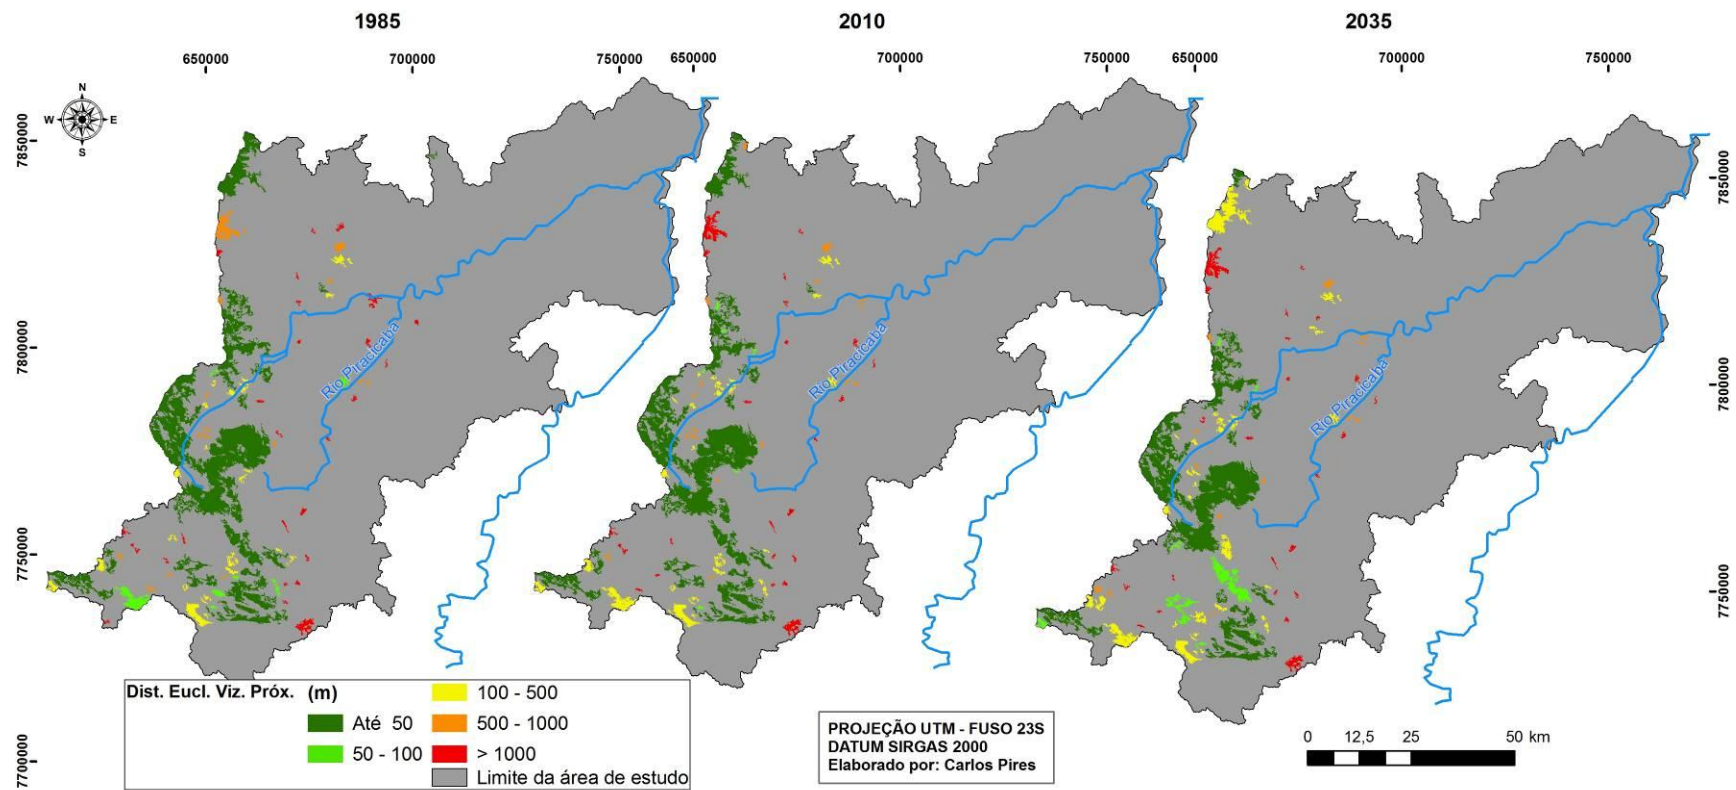 1985
2010
2035
650000
700000
750000
650000
700000
750000
650000
700000
750000
N
W
E
S
7850000
7800000
7750000
7700000
7850000
7800000
7750000
Rio Piracicaba
Rio Piracicaba
Rio Piracicaba
Dist. Eucl. Viz. Próx. (m)
Até 50
50 - 100
100 - 500
500 - 1000
> 1000
Limite da área de estudo
PROJEÇÃO UTM - FUSO 23S
DATUM SIRGAS 2000
Elaborado por: Carlos Pires
0 12,5 25 50 km